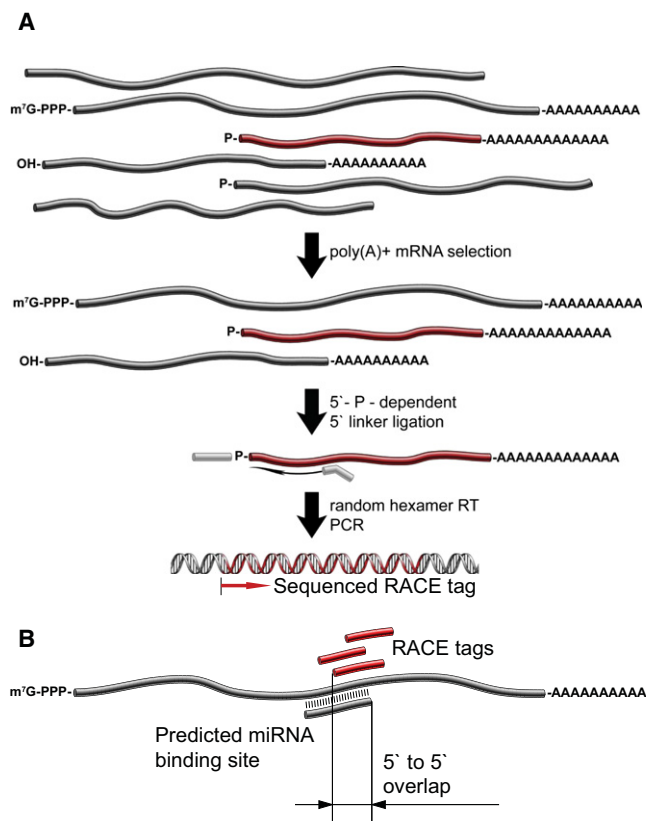 A
m⁷G-PPP-
-AAAAAAAAAA
P-
-AAAAAAAAAAAAA
OH-
-AAAAAAAAAA
P-
poly(A)+ mRNA selection
m⁷G-PPP-
-AAAAAAAAAA
P-
-AAAAAAAAAAAAA
OH-
-AAAAAAAAAA
5`- P - dependent
5` linker ligation
P-
-AAAAAAAAAAAAA
random hexamer RT
PCR
Sequenced RACE tag
B
RACE tags
m⁷G-PPP-
-AAAAAAAAAA
Predicted miRNA
binding site
5` to 5`
overlap